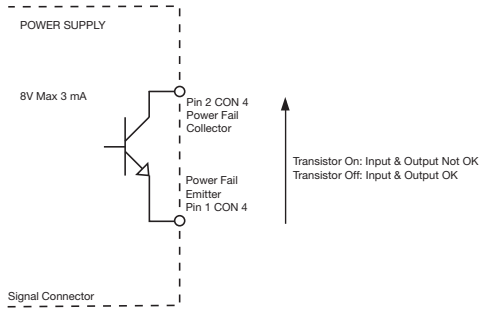 POWER SUPPLY
8V Max 3 mA
Pin 2 CON 4
Power Fail
Collector
Transistor On: Input & Output Not OK
Transistor Off: Input & Output OK
Power Fail
Emitter
Pin 1 CON 4
Signal Connector